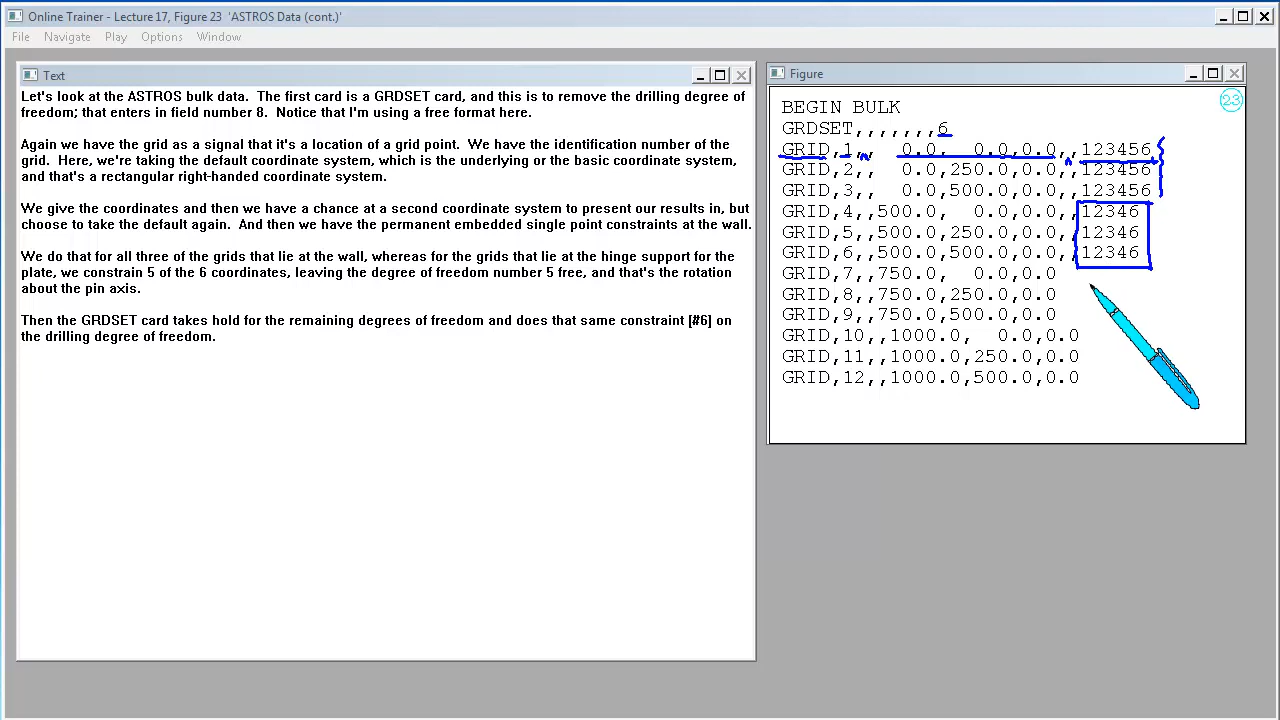 Online Trainer - Lecture 17, Figure 23 'ASTROS Data (cont.)'
File Navigate Play Options Window
Text
Let's look at the ASTROS bulk data. The first card is a GRDSET card, and this is to remove the drilling degree of
freedom; that enters in field number 8. Notice that I'm using a free format here.
Again we have the grid as a signal that it's a location of a grid point. We have the identification number of the
grid. Here, we're taking the default coordinate system, which is the underlying or the basic coordinate system,
and that's a rectangular right-handed coordinate system.
We give the coordinates and then we have a chance at a second coordinate system to present our results in, but
choose to take the default again. And then we have the permanent embedded single point constraints at the wall.
We do that for all three of the grids that lie at the wall, whereas for the grids that lie at the hinge support for the
plate, we constrain 5 of the 6 coordinates, leaving the degree of freedom number 5 free, and that's the rotation
about the pin axis.
Then the GRDSET card takes hold for the remaining degrees of freedom and does that same constraint [#6] on
the drilling degree of freedom.
Figure
23
BEGIN BULK
GRDSET,,,,,,,6
GRID,1,, 0.0, 0.0,0.0,,123456
GRID,2,, 0.0,250.0,0.0,,123456
GRID,3,, 0.0,500.0,0.0,,123456
GRID,4,,500.0, 0.0,0.0,,12346
GRID,5,,500.0,250.0,0.0,,12346
GRID,6,,500.0,500.0,0.0,,12346
GRID,7,,750.0, 0.0,0.0
GRID,8,,750.0,250.0,0.0
GRID,9,,750.0,500.0,0.0
GRID,10,,1000.0, 0.0,0.0
GRID,11,,1000.0,250.0,0.0
GRID,12,,1000.0,500.0,0.0